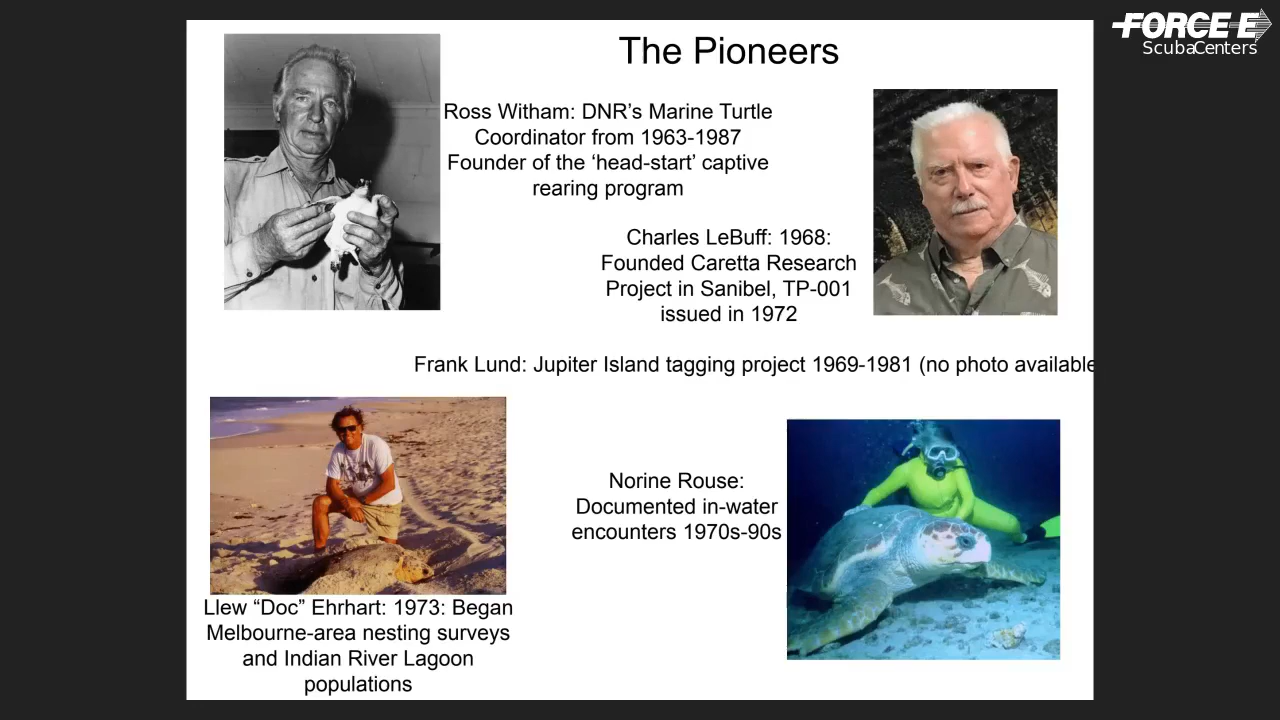 FORCE-E
ScubaCenters
The Pioneers
Ross Witham: DNR’s Marine Turtle
Coordinator from 1963-1987
Founder of the ‘head-start’ captive
rearing program
Charles LeBuff: 1968:
Founded Caretta Research
Project in Sanibel, TP-001
issued in 1972
Frank Lund: Jupiter Island tagging project 1969-1981 (no photo available
Norine Rouse:
Documented in-water
encounters 1970s-90s
Llew “Doc” Ehrhart: 1973: Began
Melbourne-area nesting surveys
and Indian River Lagoon
populations